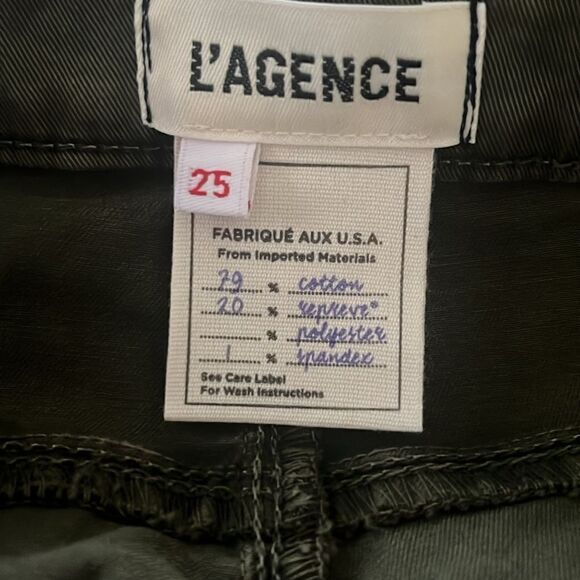 L'AGENCE
25
FABRIQUÉ AUX U.S.A.
From Imported Materials
79 % cotton
20 % repreve®
% polyester
1 % spandex
See Care Label
For Wash Instructions